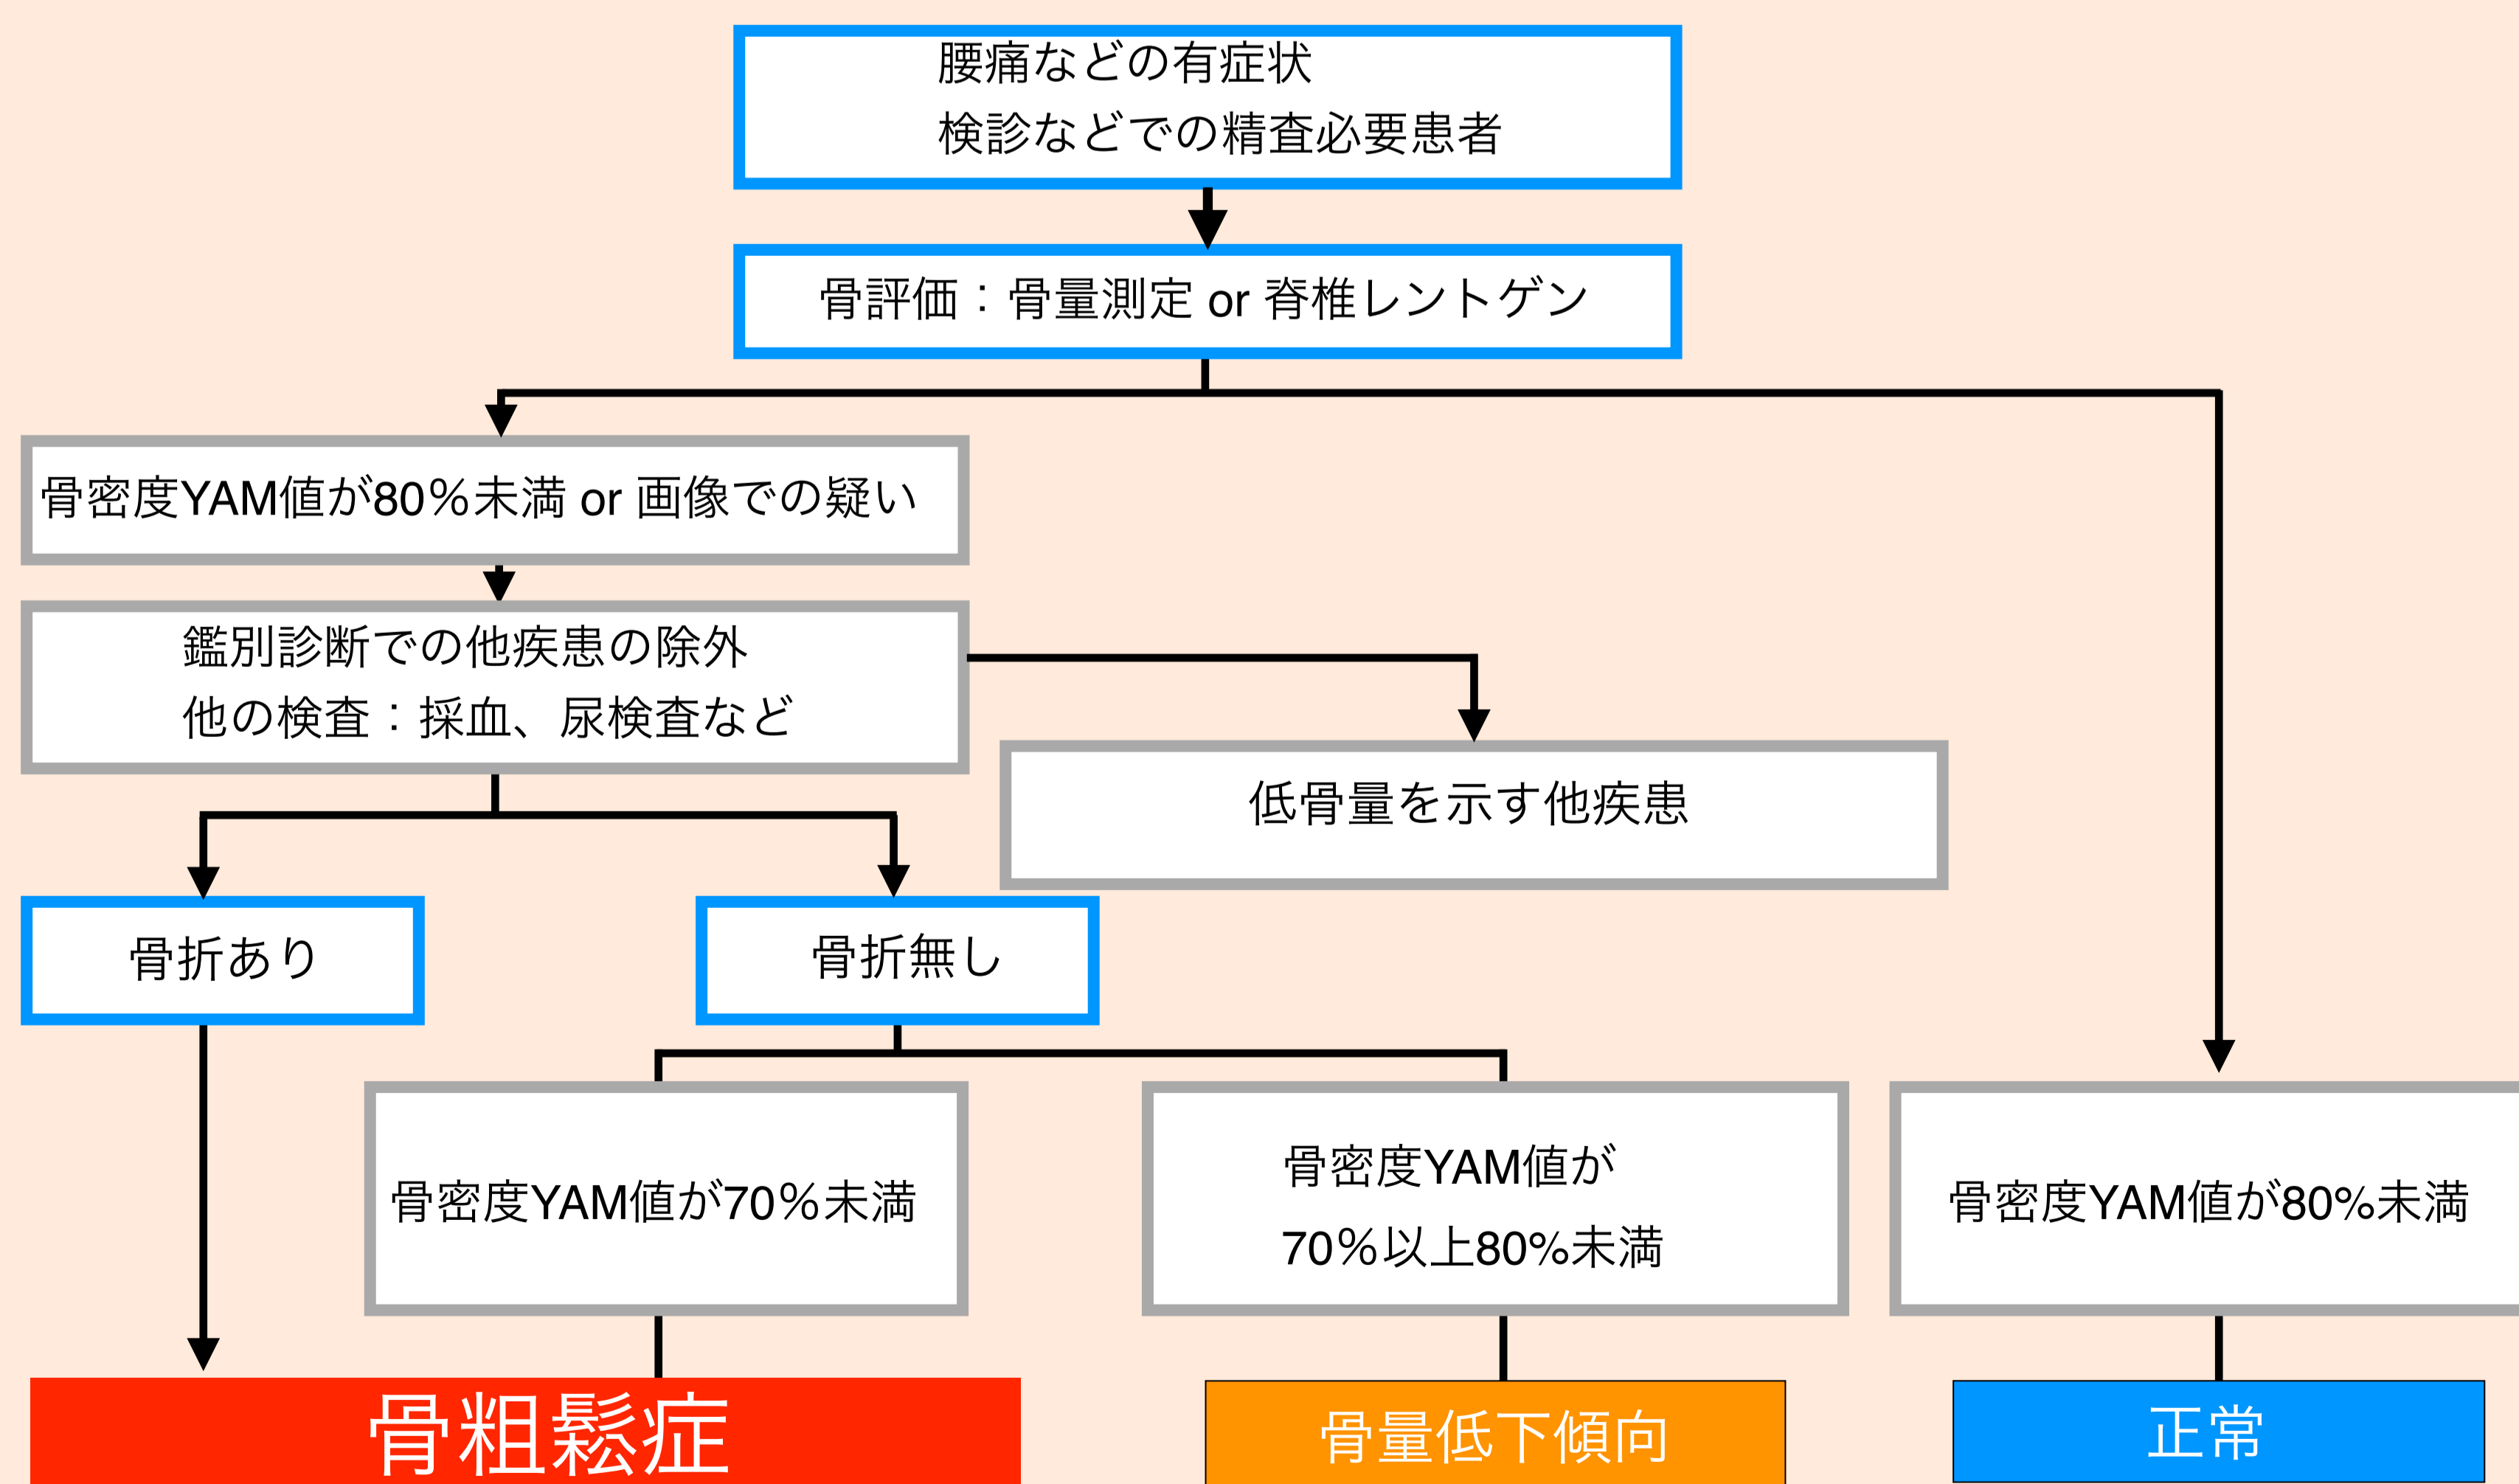 腰痛などの有症状
検診などでの精査必要患者
骨評価：骨量測定 or 脊椎レントゲン
骨密度YAM値が80％未満 or 画像での疑い
鑑別診断での他疾患の除外
他の検査：採血、尿検査など
低骨量を示す他疾患
骨折あり
骨折無し
骨密度YAM値が70％未満
骨密度YAM値が
70％以上80%未満
骨密度YAM値が80%未満
骨粗鬆症
骨量低下傾向
正常